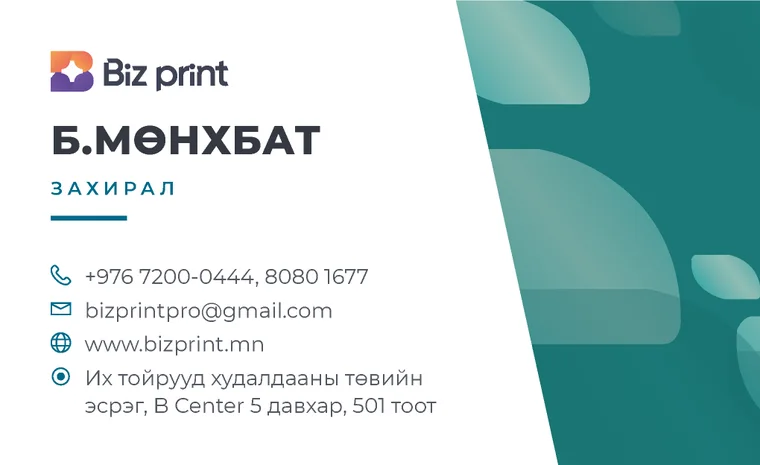 Biz print
Б.МӨНХБАТ
ЗАХИРАЛ
+976 7200-0444, 8080 1677
bizprintpro@gmail.com
www.bizprint.mn
Их тойрууд худалдааны төвийн
эсрэг, B Center 5 давхар, 501 тоот